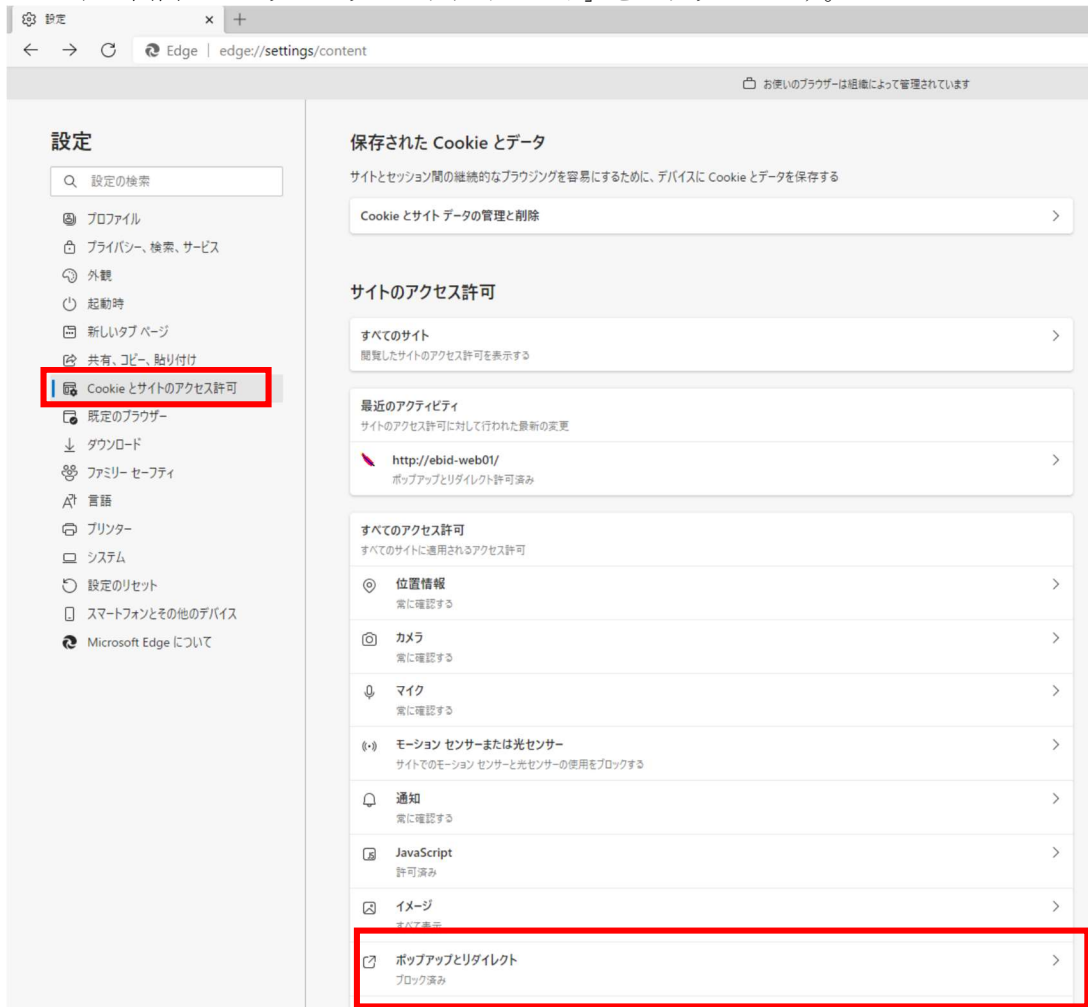 設定
Edge | edge://settings/content
お使いのブラウザーは組織によって管理されています
設定
設定の検索
プロファイル
プライバシー、検索、サービス
外観
起動時
新しいタブ ページ
共有、コピー、貼り付け
Cookie とサイトのアクセス許可
既定のブラウザー
ダウンロード
ファミリー セーフティ
言語
プリンター
システム
設定のリセット
スマートフォンとその他のデバイス
Microsoft Edge について
保存された Cookie とデータ
サイトとセッション間の継続的なブラウジングを容易にするために、デバイスに Cookie とデータを保存する
Cookie とサイト データの管理と削除
サイトのアクセス許可
すべてのサイト
閲覧したサイトのアクセス許可を表示する
最近のアクティビティ
サイトのアクセス許可に対して行われた最新の変更
http://ebid-web01/
ポップアップとリダイレクト許可済み
すべてのアクセス許可
すべてのサイトに適用されるアクセス許可
位置情報
常に確認する
カメラ
常に確認する
マイク
常に確認する
モーション センサーまたは光センサー
サイトでのモーション センサーと光センサーの使用をブロックする
通知
常に確認する
JavaScript
許可済み
イメージ
すべて表示
ポップアップとリダイレクト
ブロック済み